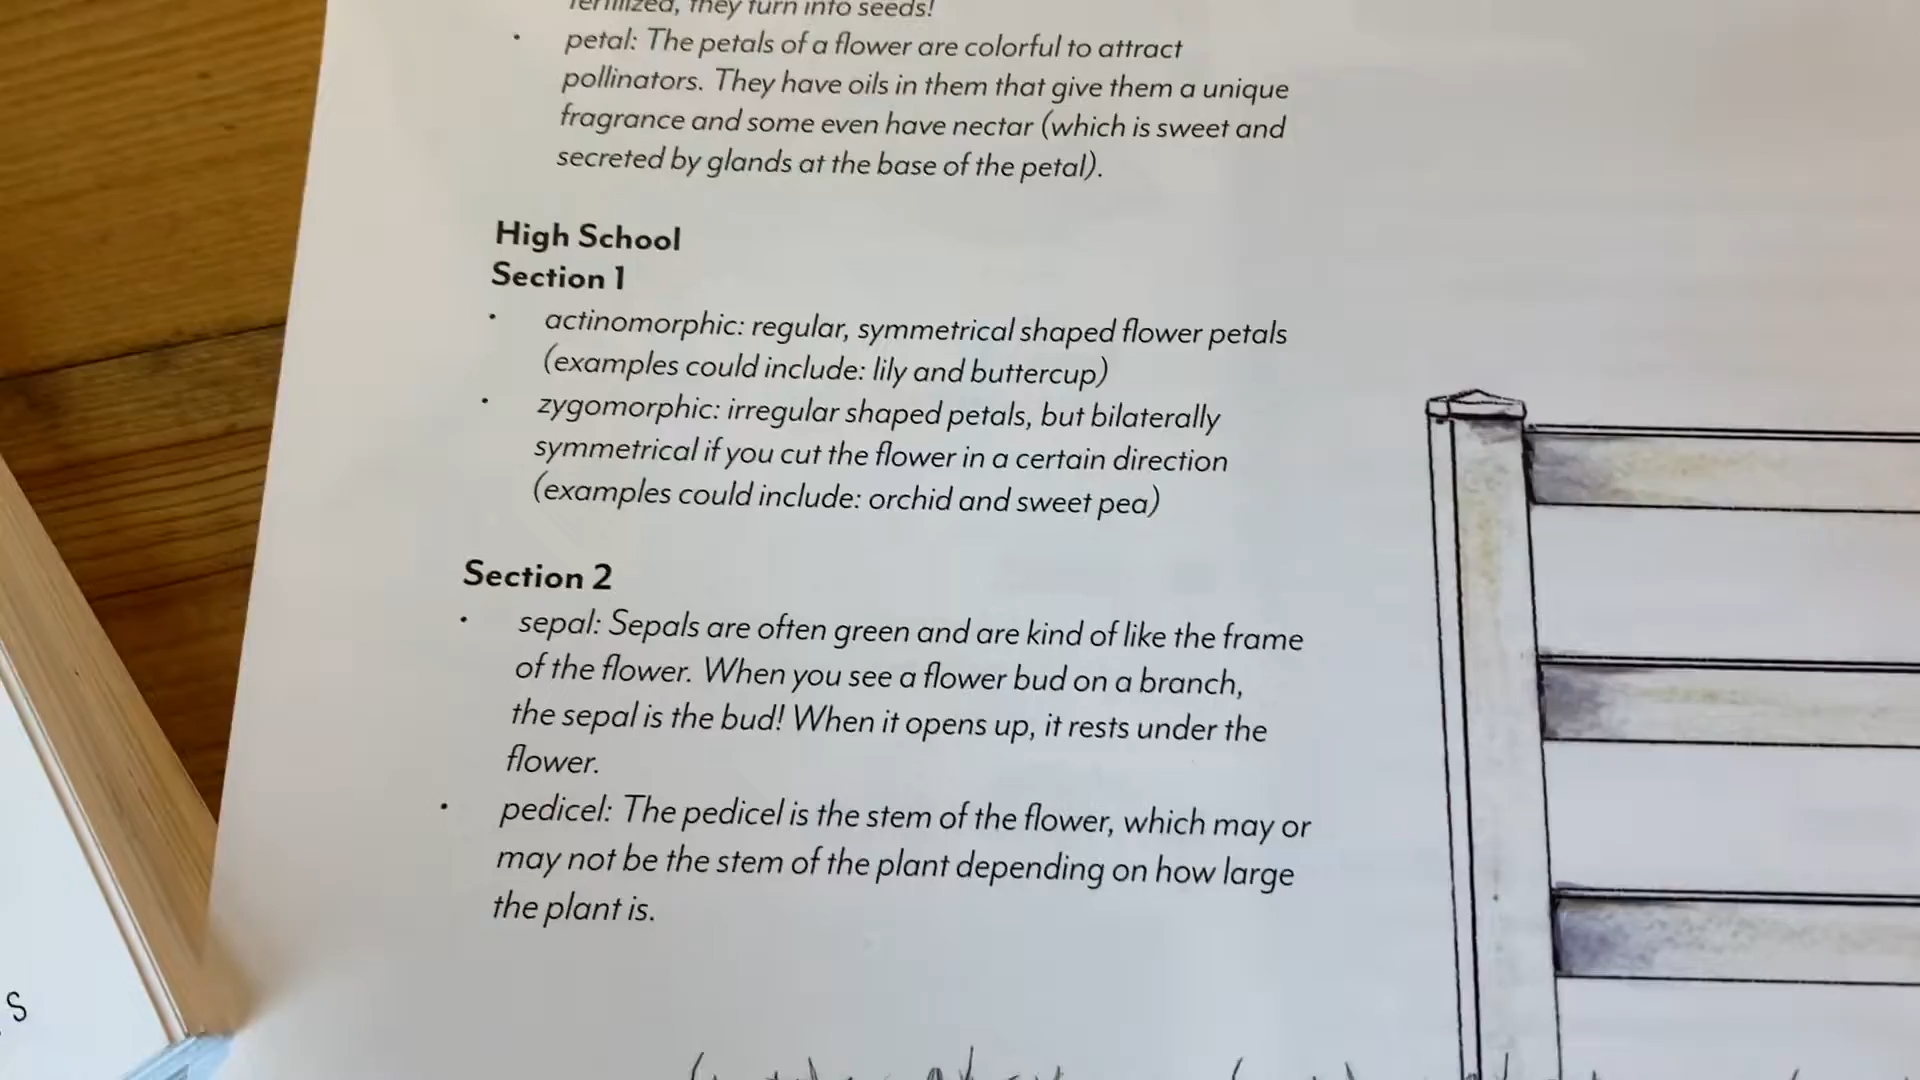 fertilized, they turn into seeds!
• petal: The petals of a flower are colorful to attract
pollinators. They have oils in them that give them a unique
fragrance and some even have nectar (which is sweet and
secreted by glands at the base of the petal).
High School
Section 1
• actinomorphic: regular, symmetrical shaped flower petals
(examples could include: lily and buttercup)
• zygomorphic: irregular shaped petals, but bilaterally
symmetrical if you cut the flower in a certain direction
(examples could include: orchid and sweet pea)
Section 2
• sepal: Sepals are often green and are kind of like the frame
of the flower. When you see a flower bud on a branch,
the sepal is the bud! When it opens up, it rests under the
flower.
• pedicel: The pedicel is the stem of the flower, which may or
may not be the stem of the plant depending on how large
the plant is.
s